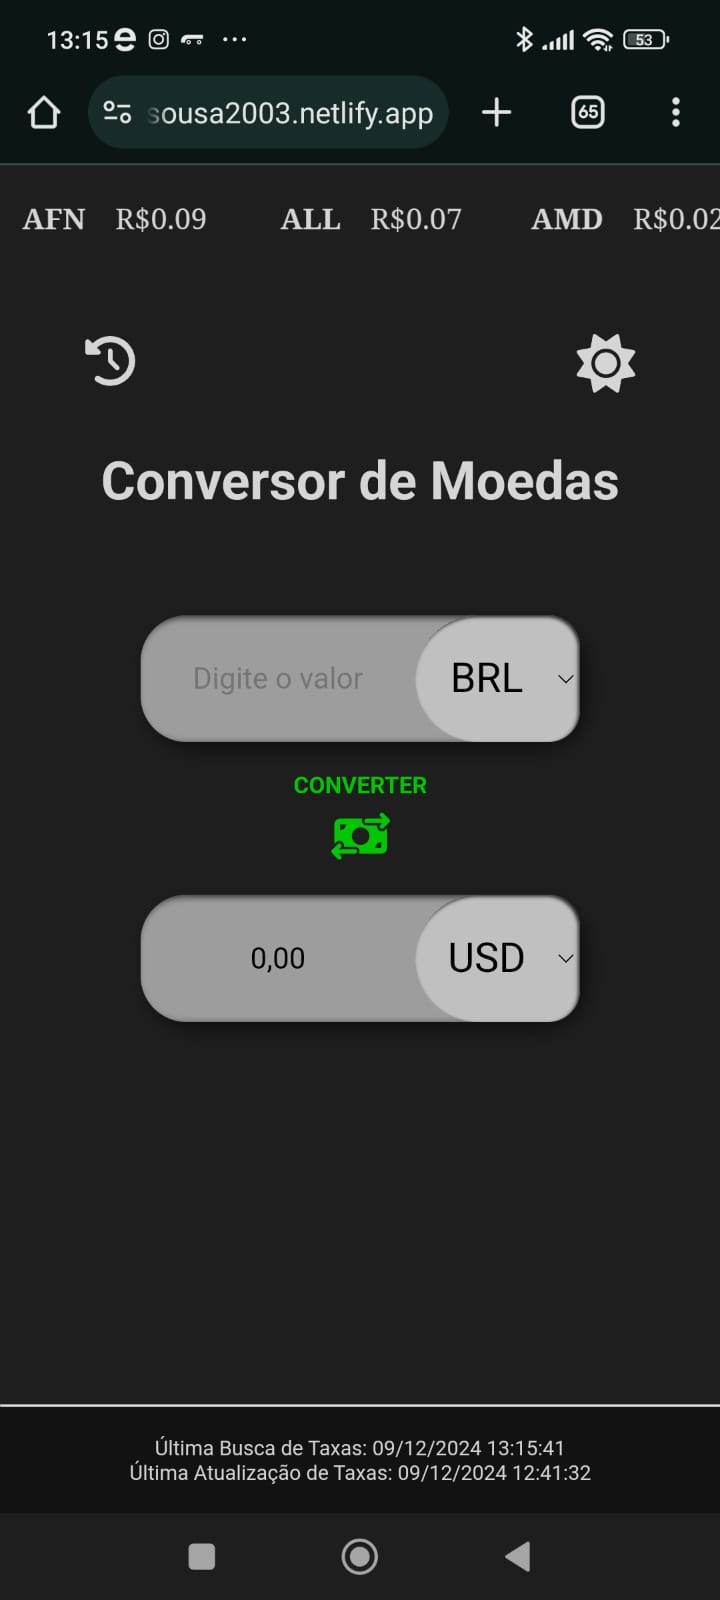 13:15
53
sousa2003.netlify.app
65
AFN R$0.09 ALL R$0.07 AMD R$0.02
Conversor de Moedas
Digite o valor
BRL
CONVERTER
0,00
USD
Última Busca de Taxas: 09/12/2024 13:15:41
Última Atualização de Taxas: 09/12/2024 12:41:32